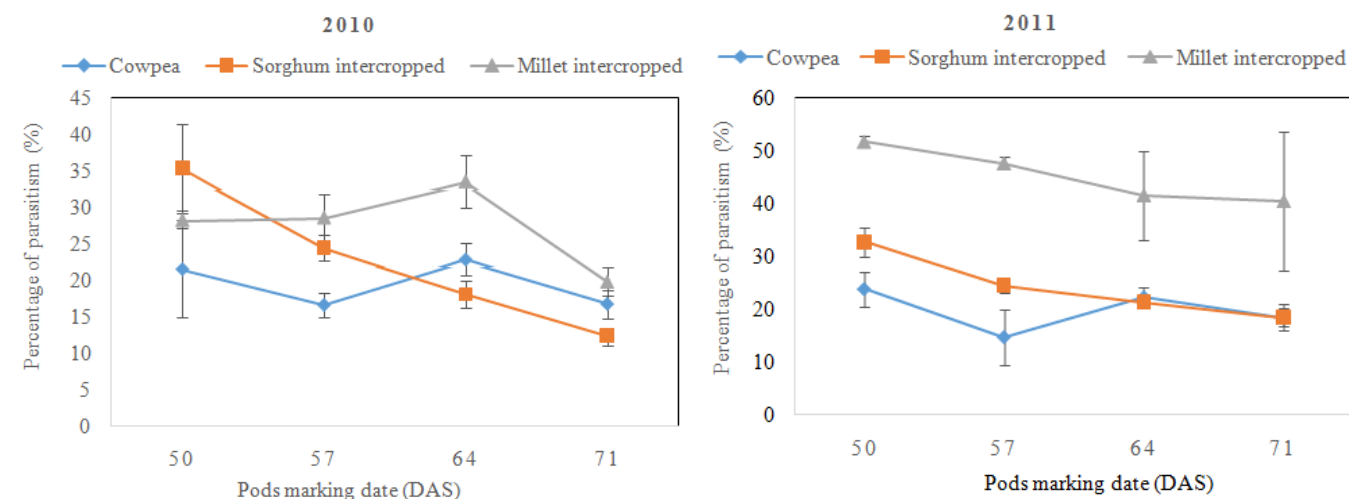 2010
Cowpea Sorghum intercropped Millet intercropped
Percentage of parasitism (%)
45
40
35
30
25
20
15
10
5
0
50 57 64 71
Pods marking date (DAS)
2011
Cowpea Sorghum intercropped Millet intercropped
Percentage of parasitism (%)
60
50
40
30
20
10
0
50 57 64 71
Pods marking date (DAS)